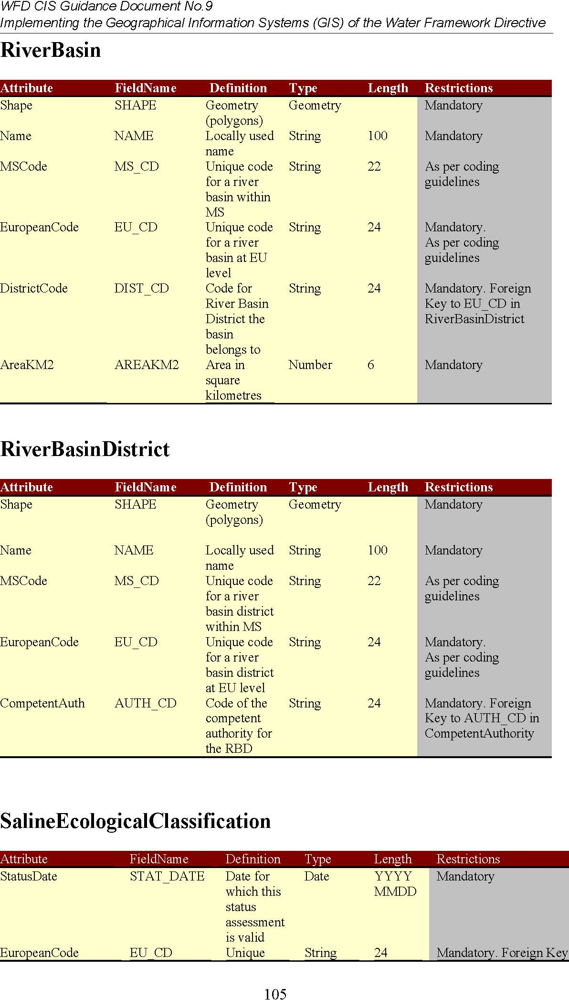 WFD CIS Guidance Document No.9
Implementing the Geographical Information Systems (GIS) of the Water Framework Directive
RiverBasin
Attribute FieldName Definition Type Length Restrictions
Shape SHAPE Geometry Geometry Mandatory
(polygons)
Name NAME Locally used String 100 Mandatory
name
MSCode MS_CD Unique code String 22 As per coding
for a river guidelines
basin within
MS
EuropeanCode EU_CD Unique code String 24 Mandatory.
for a river As per coding
basin at EU guidelines
level
DistrictCode DIST_CD Code for String 24 Mandatory. Foreign
River Basin Key to EU_CD in
District the RiverBasinDistrict
basin
belongs to
AreaKM2 AREAKM2 Area in Number 6 Mandatory
square
kilometres
RiverBasinDistrict
Attribute FieldName Definition Type Length Restrictions
Shape SHAPE Geometry Geometry Mandatory
(polygons)
Name NAME Locally used String 100 Mandatory
name
MSCode MS_CD Unique code String 22 As per coding
for a river guidelines
basin district
within MS
EuropeanCode EU_CD Unique code String 24 Mandatory.
for a river As per coding
basin district guidelines
at EU level
CompetentAuth AUTH_CD Code of the String 24 Mandatory. Foreign
competent Key to AUTH_CD in
authority for CompetentAuthority
the RBD
SalineEcologicalClassification
Attribute FieldName Definition Type Length Restrictions
StatusDate STAT_DATE Date for Date YYYY Mandatory
which this MMDD
status
assessment
is valid
EuropeanCode EU_CD Unique String 24 Mandatory. Foreign Key
105